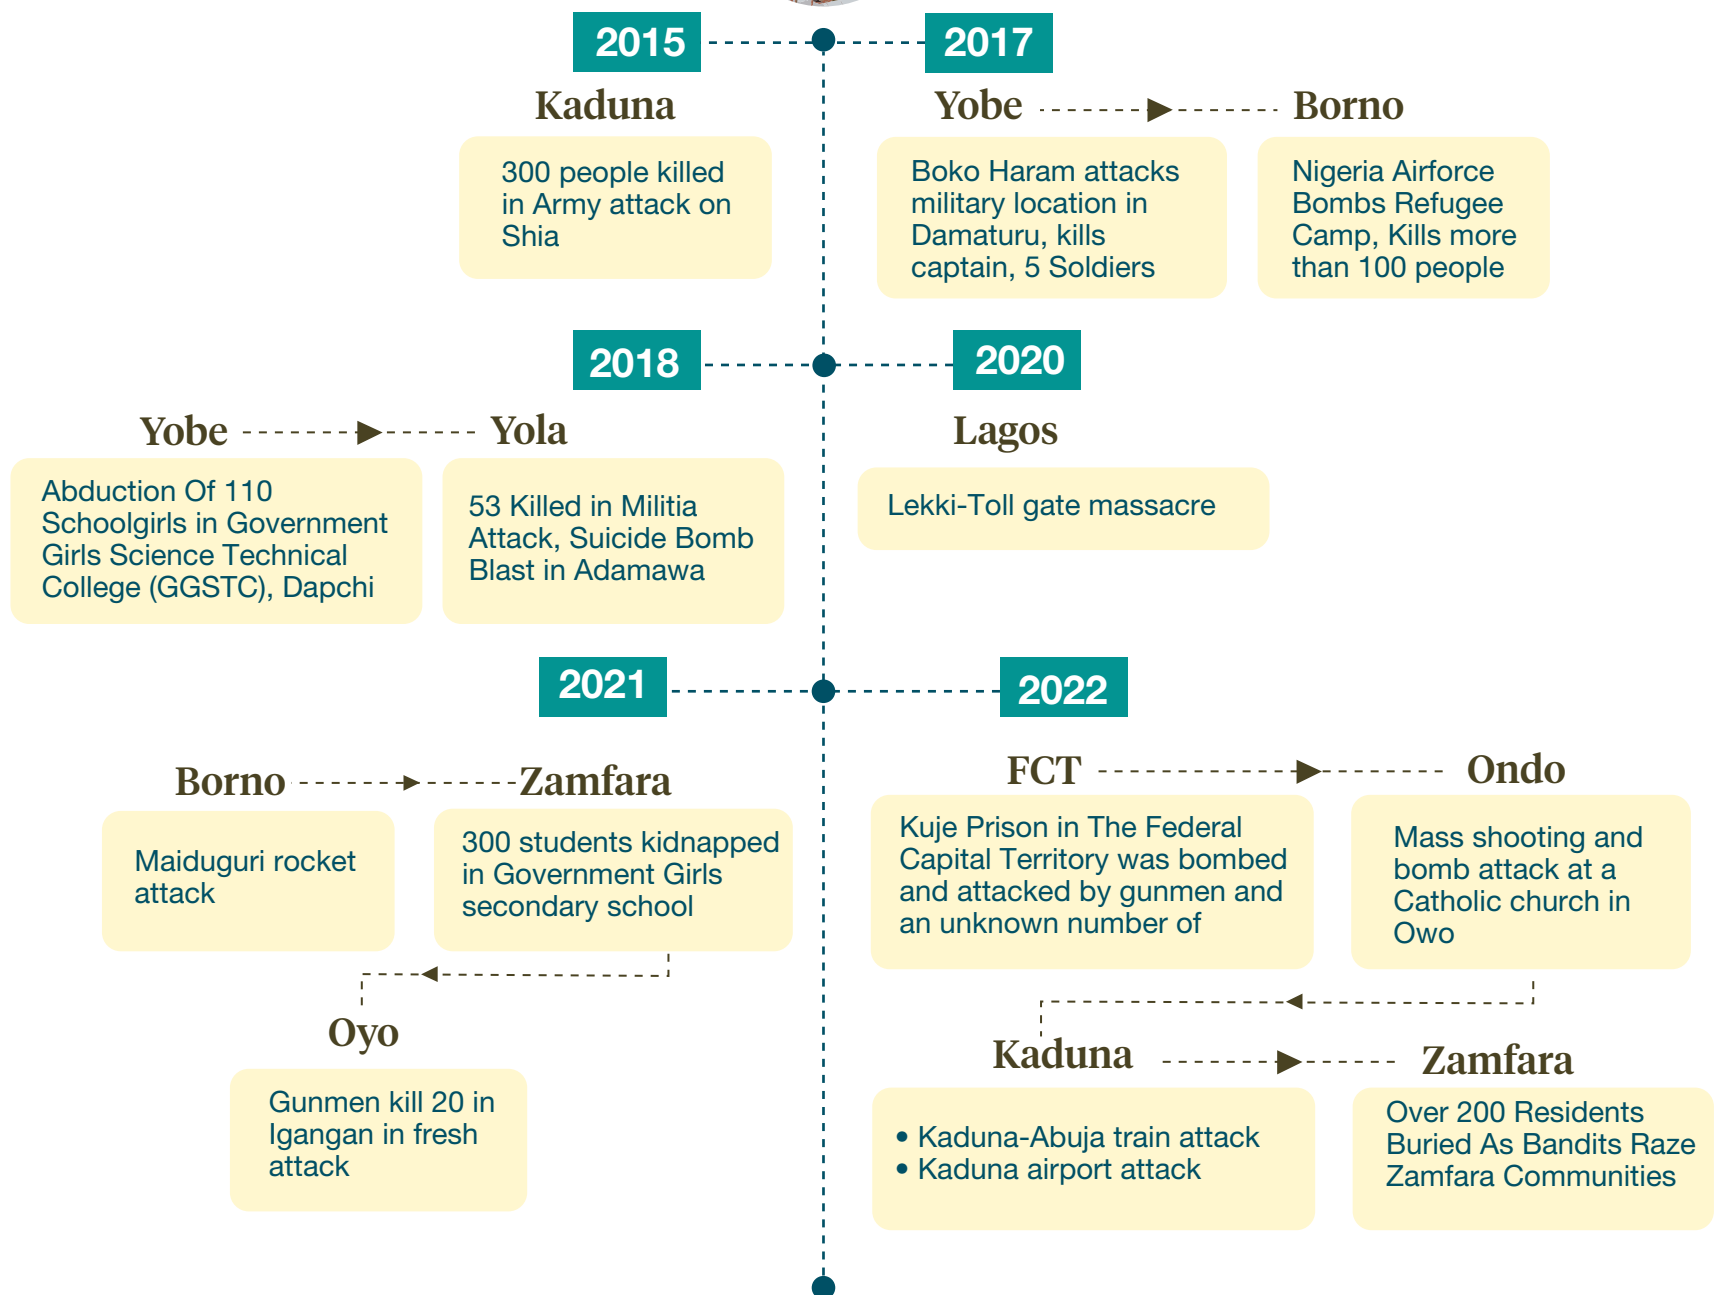 2015
Kaduna
300 people killed
in Army attack on
Shia
2017
Yobe
Boko Haram attacks
military location in
Damaturu, kills
captain, 5 Soldiers
Borno
Nigeria Airforce
Bombs Refugee
Camp, Kills more
than 100 people
2018
Yobe
Abduction Of 110
Schoolgirls in Government
Girls Science Technical
College (GGSTC), Dapchi
Yola
53 Killed in Militia
Attack, Suicide Bomb
Blast in Adamawa
2020
Lagos
Lekki-Toll gate massacre
2021
Borno
Maiduguri rocket
attack
Zamfara
300 students kidnapped
in Government Girls
secondary school
Oyo
Gunmen kill 20 in
Igangan in fresh
attack
2022
FCT
Kuje Prison in The Federal
Capital Territory was bombed
and attacked by gunmen and
an unknown number of
Ondo
Mass shooting and
bomb attack at a
Catholic church in
Owo
Kaduna
• Kaduna-Abuja train attack
• Kaduna airport attack
Zamfara
Over 200 Residents
Buried As Bandits Raze
Zamfara Communities